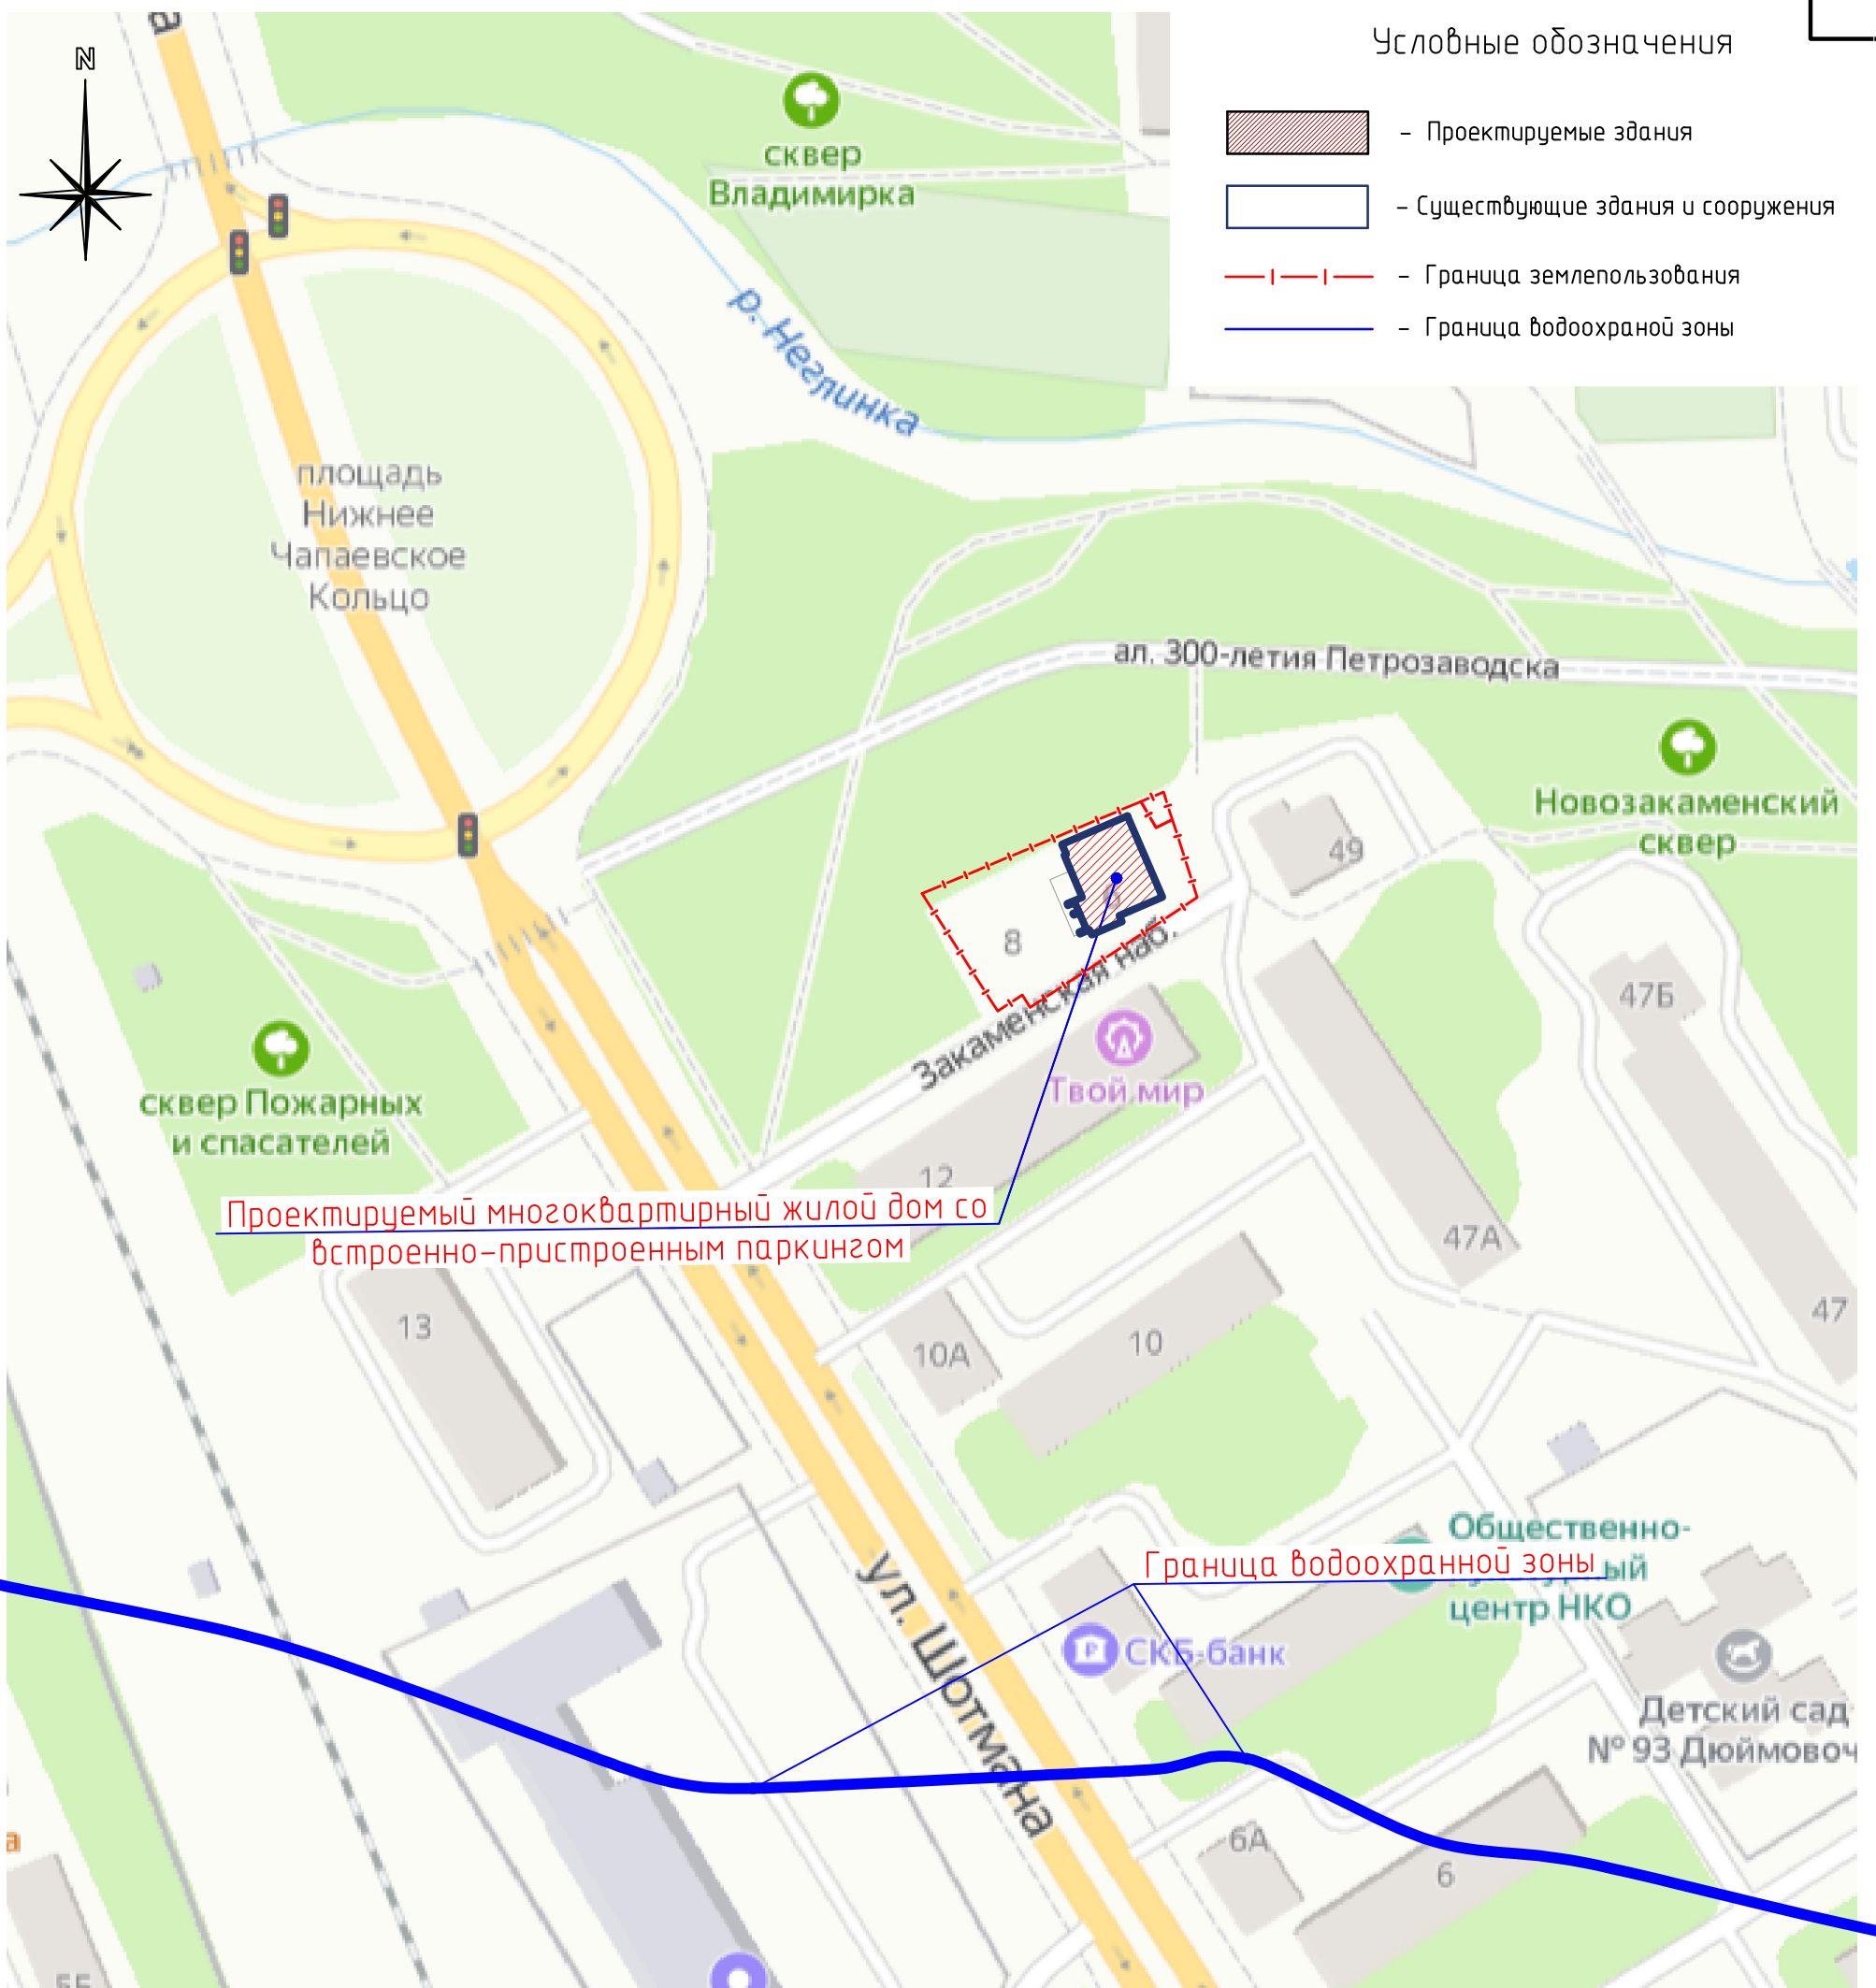 а
N
Условные обозначения
- Проектируемые здания
- Существующие здания и сооружения
- Граница землепользования
- Граница водоохраной зоны
сквер
Владимирка
р. Неглинка
площадь
Нижнее
Чапаевское
Кольцо
ал. 300-летия Петрозаводска
Новозакаменский
сквер
49
8
Закаменская наб.
47Б
Твой мир
сквер Пожарных
и спасателей
12
Проектируемый многоквартирный жилой дом со
встроенно-пристроенным паркингом
47А
47
13
10А
10
Общественно-
центр НКО
Граница водоохранной зоны
ул. Шотмана
СКБ-банк
Детский сад
№ 93 Дюймовоч
6А
6
а